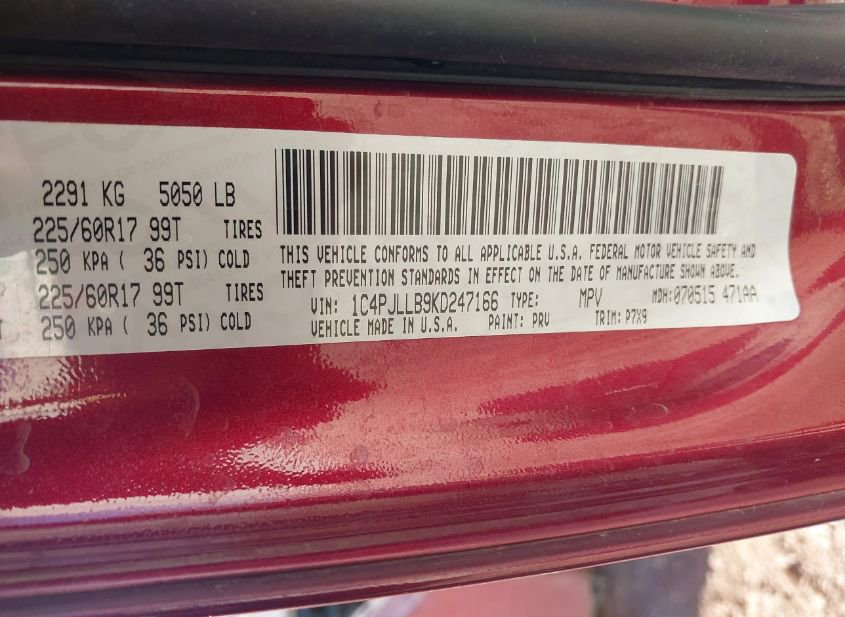 2291 KG 5050 LB
225/60R17 99T TIRES
250 KPA ( 36 PSI) COLD
225/60R17 99T TIRES
250 KPA ( 36 PSI) COLD
THIS VEHICLE CONFORMS TO ALL APPLICABLE U.S.A. FEDERAL MOTOR VEHICLE SAFETY AND
THEFT PREVENTION STANDARDS IN EFFECT ON THE DATE OF MANUFACTURE SHOWN ABOVE.
VIN: 1C4PJLLB9KD247166 TYPE: MPV MDH:070515 471AA
VEHICLE MADE IN U.S.A. PAINT: PRV TRIM: P7X9